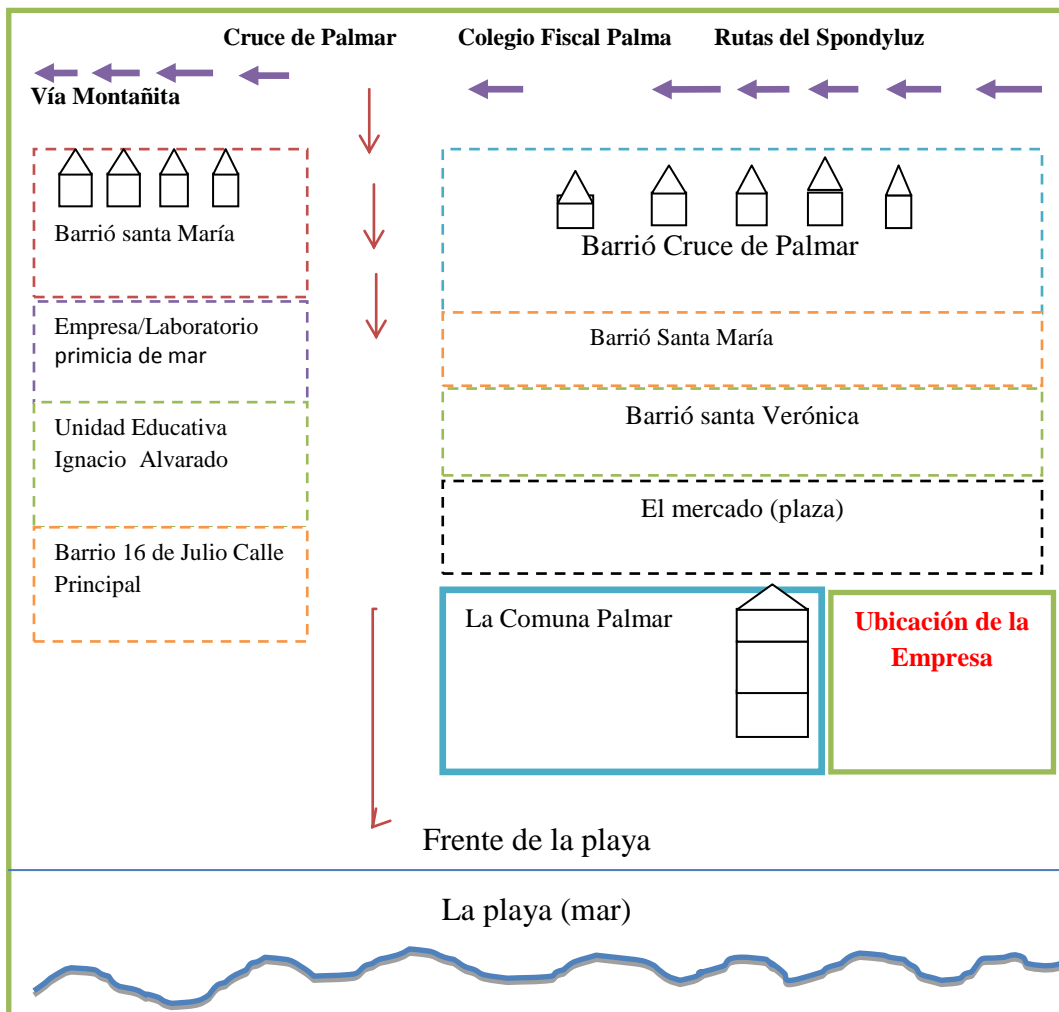 Cruce de Palmar
Colegio Fiscal Palma
Rutas del Spondyluz
Vía Montañita
Barrió santa María
Empresa/Laboratorio
primicia de mar
Unidad Educativa
Ignacio Alvarado
Barrio 16 de Julio Calle
Principal
Barrió Cruce de Palmar
Barrió Santa María
Barrió santa Verónica
El mercado (plaza)
La Comuna Palmar
Ubicación de la
Empresa
Frente de la playa
La playa (mar)